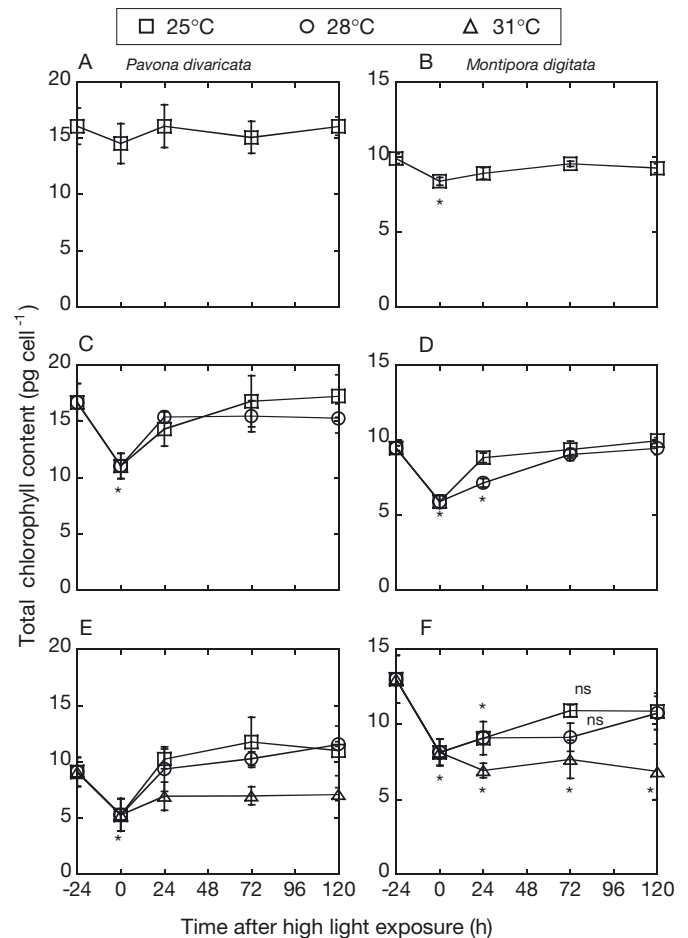 25°C 28°C 31°C
A Pavona divaricata B Montipora digitata
20 15
15 10
10 5
5
0 0
C D
20 15
15 10
10 5
5
0 0
* * *
E F
20 15
15 10
10 5
5
0 0
* * * * * * ns ns
-24 0 24 48 72 96 120 -24 0 24 48 72 96 120
Total chlorophyll content (pg cell⁻¹)
Time after high light exposure (h)
*